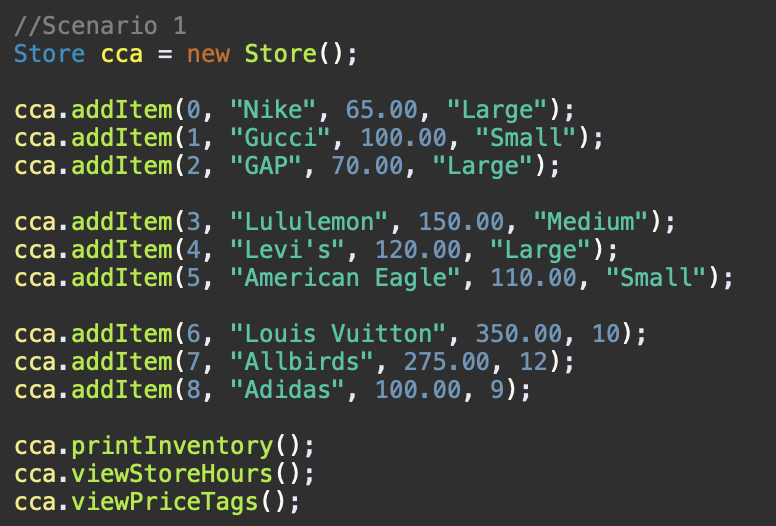 //Scenario 1
Store cca = new Store();
cca.addItem(0, "Nike", 65.00, "Large");
cca.addItem(1, "Gucci", 100.00, "Small");
cca.addItem(2, "GAP", 70.00, "Large");
cca.addItem(3, "Lululemon", 150.00, "Medium");
cca.addItem(4, "Levi's", 120.00, "Large");
cca.addItem(5, "American Eagle", 110.00, "Small");
cca.addItem(6, "Louis Vuitton", 350.00, 10);
cca.addItem(7, "Allbirds", 275.00, 12);
cca.addItem(8, "Adidas", 100.00, 9);
cca.printInventory();
cca.viewStoreHours();
cca.viewPriceTags();